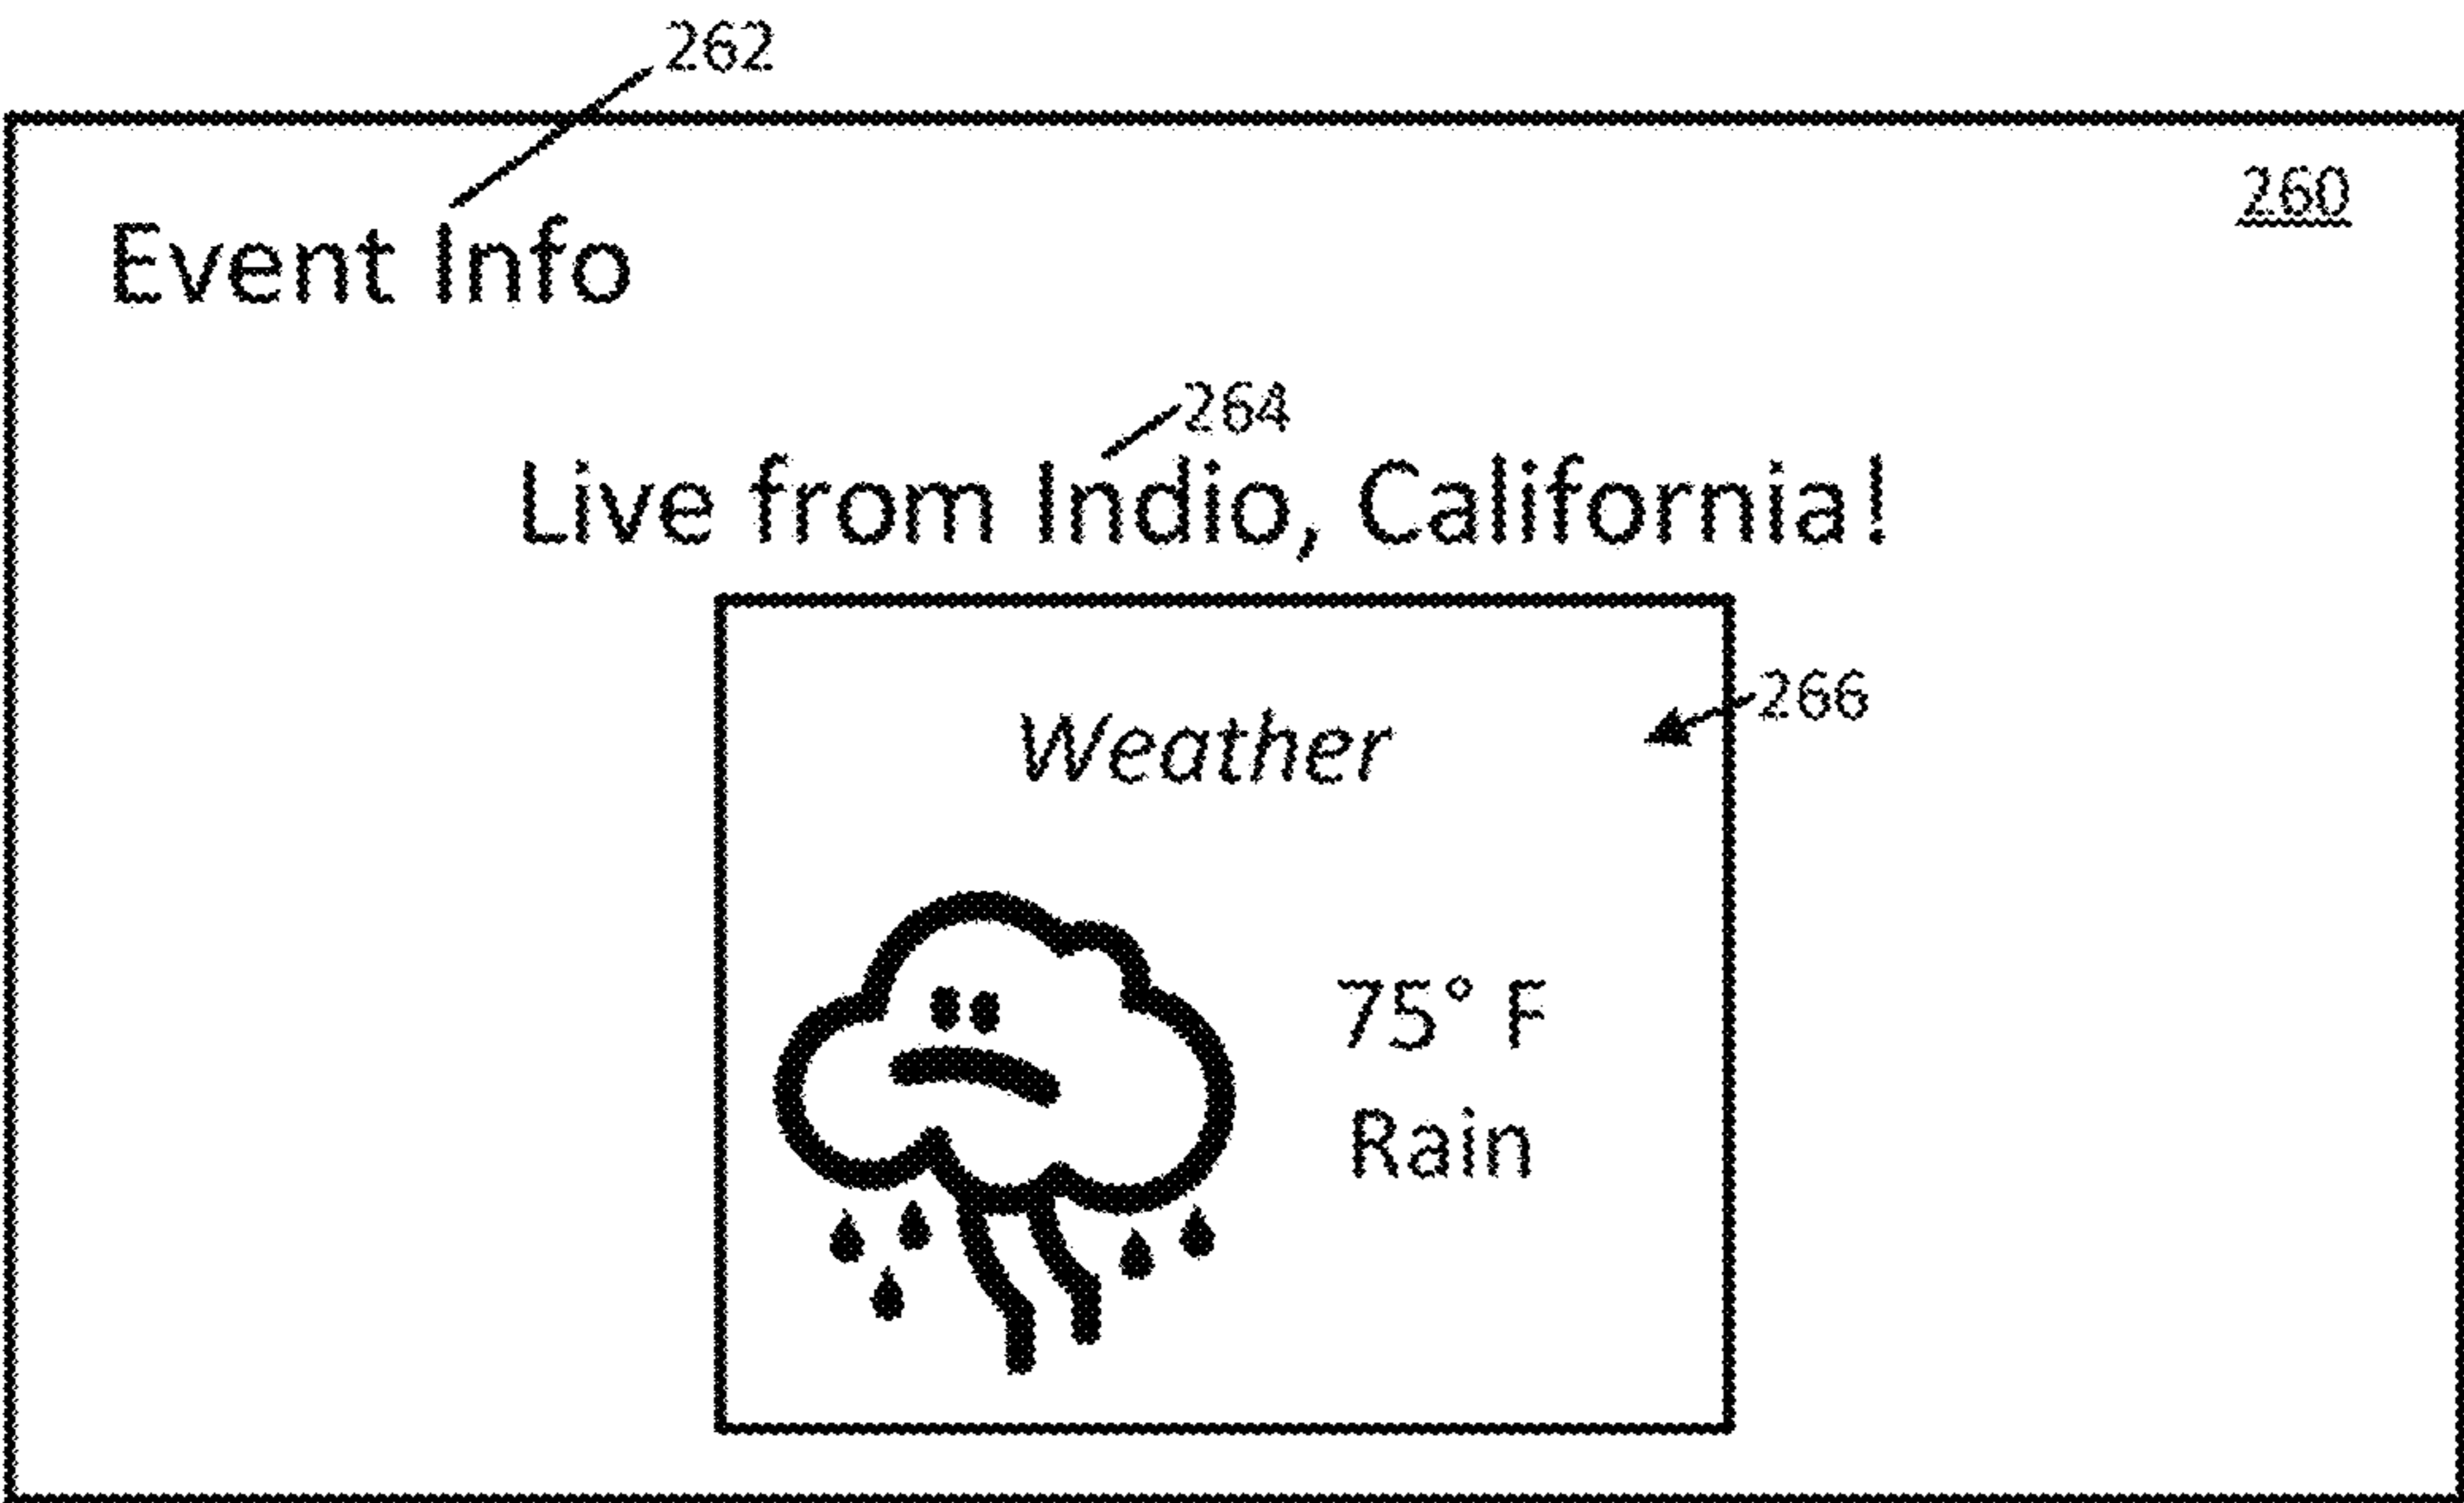 262
260
Event Info
264
Live from Indio, California!
266
Weather
75° F
Rain